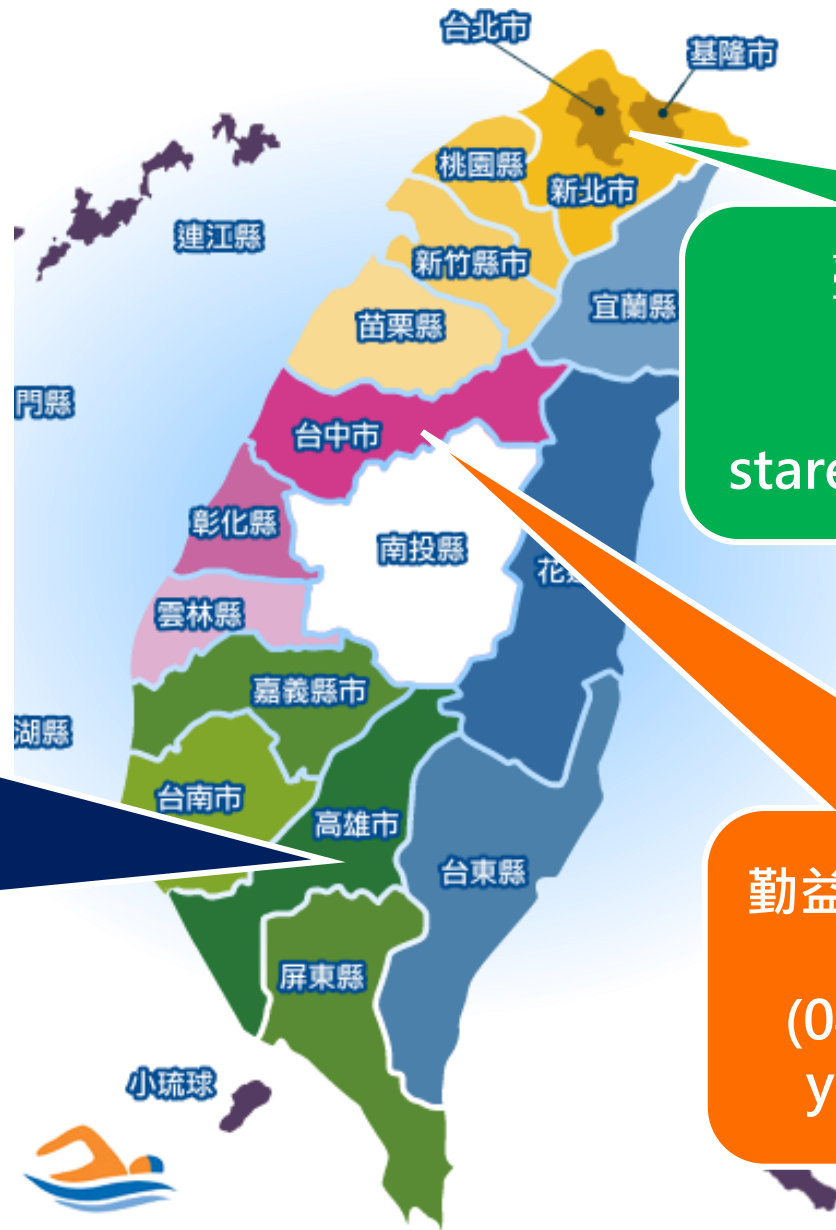 台北市
基隆市
桃園縣
新北市
連江縣
新竹縣市
宜蘭縣
苗栗縣
門縣
台中市
stare
彰化縣
南投縣
花
雲林縣
嘉義縣市
湖縣
台南市
高雄市
台東縣
勤益
屏東縣
(0
y
小琉球